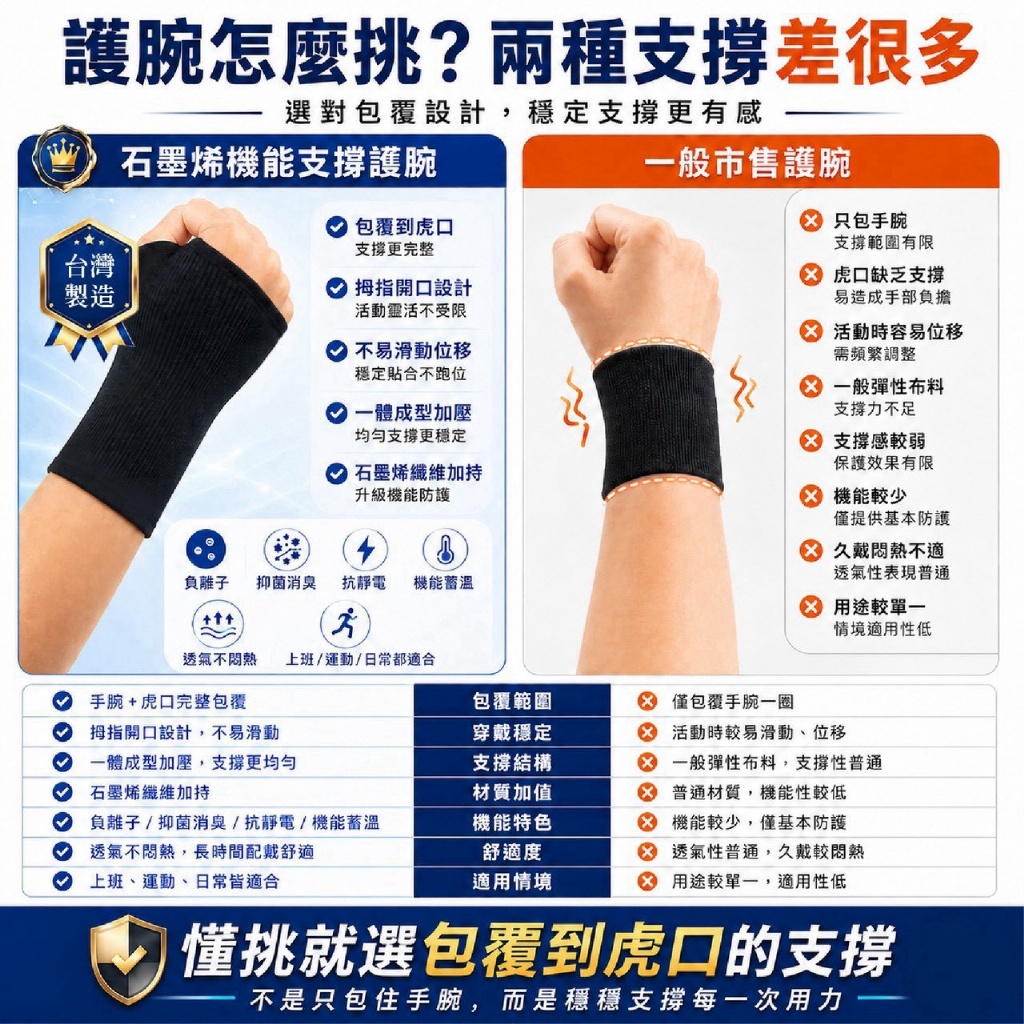 護腕怎麼挑?兩種支撐差很多
選對包覆設計，穩定支撐更有感
石墨烯機能支撐護腕
台灣
製造
包覆到虎口
支撐更完整
拇指開口設計
活動靈活不受限
不易滑動位移
穩定貼合不跑位
一體成型加壓
均勻支撐更穩定
石墨烯纖維加持
升級機能防護
負離子
抑菌消臭
抗靜電
機能蓄溫
透氣不悶熱
上班/運動/日常都適合
一般市售護腕
只包手腕
支撐範圍有限
虎口缺乏支撐
易造成手部負擔
活動時容易位移
需頻繁調整
一般彈性布料
支撐力不足
支撐感較弱
保護效果有限
機能較少
僅提供基本防護
久戴悶熱不適
透氣性表現普通
用途較單一
情境適用性低
手腕+虎口完整包覆 包覆範圍 僅包覆手腕一圈
拇指開口設計，不易滑動 穿戴穩定 活動時較易滑動、位移
一體成型加壓，支撐更均勻 支撐結構 一般彈性布料，支撐性普通
石墨烯纖維加持 材質加值 普通材質，機能性較低
負離子/抑菌消臭/抗靜電/機能蓄溫 機能特色 機能較少，僅基本防護
透氣不悶熱，長時間配戴舒適 舒適度 透氣性普通，久戴較悶熱
上班、運動、日常皆適合 適用情境 用途較單一，適用性低
懂挑就選包覆到虎口的支撐
不是只包住手腕，而是穩穩支撐每一次用力